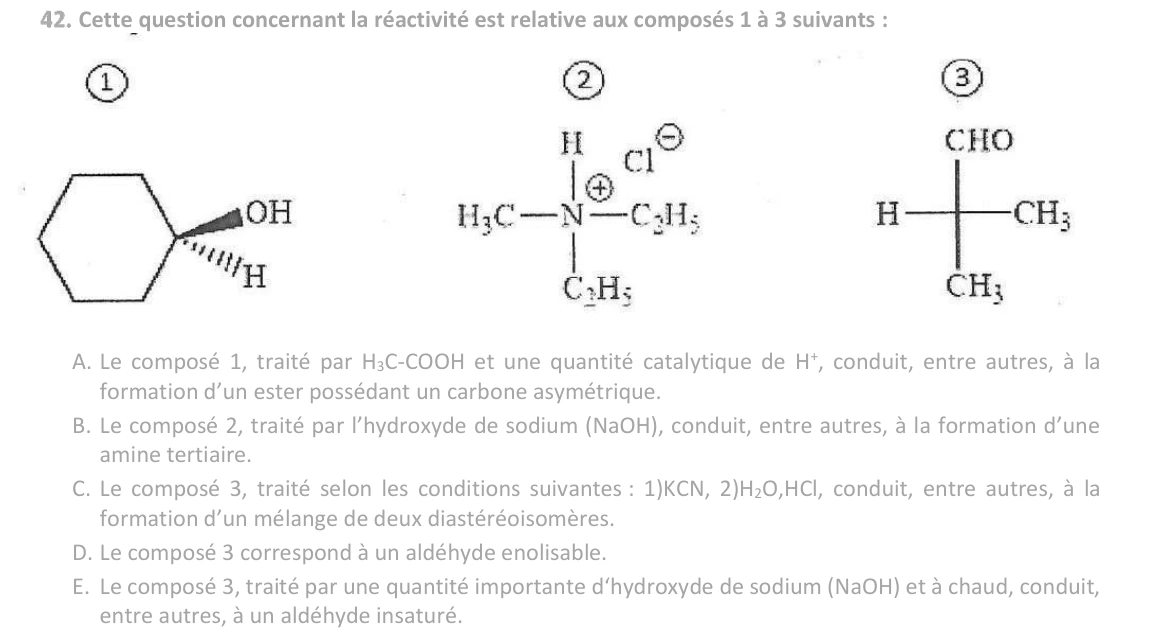 42. Cette question concernant la réactivité est relative aux composés 1 à 3 suivants :
1 2 3
H Cl ⊖ CHO
OH H₃C—N⊕—C₂H₅ H CH₃
H
C₂H₅ CH₃
A. Le composé 1, traité par H₃C-COOH et une quantité catalytique de H⁺, conduit, entre autres, à la
formation d’un ester possédant un carbone asymétrique.
B. Le composé 2, traité par l’hydroxyde de sodium (NaOH), conduit, entre autres, à la formation d’une
amine tertiaire.
C. Le composé 3, traité selon les conditions suivantes : 1)KCN, 2)H₂O,HCl, conduit, entre autres, à la
formation d’un mélange de deux diastéréoisomères.
D. Le composé 3 correspond à un aldéhyde enolisable.
E. Le composé 3, traité par une quantité importante d‘hydroxyde de sodium (NaOH) et à chaud, conduit,
entre autres, à un aldéhyde insaturé.